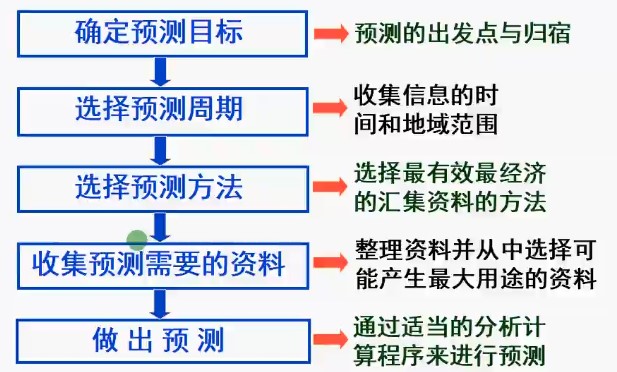 确定预测目标
预测的出发点与归宿
选择预测周期
收集信息的时
间和地域范围
选择预测方法
选择最有效最经济
的汇集资料的方法
收集预测需要的资料
整理资料并从中选择可
能产生最大用途的资料
做出预测
通过适当的分析计
算程序来进行预测